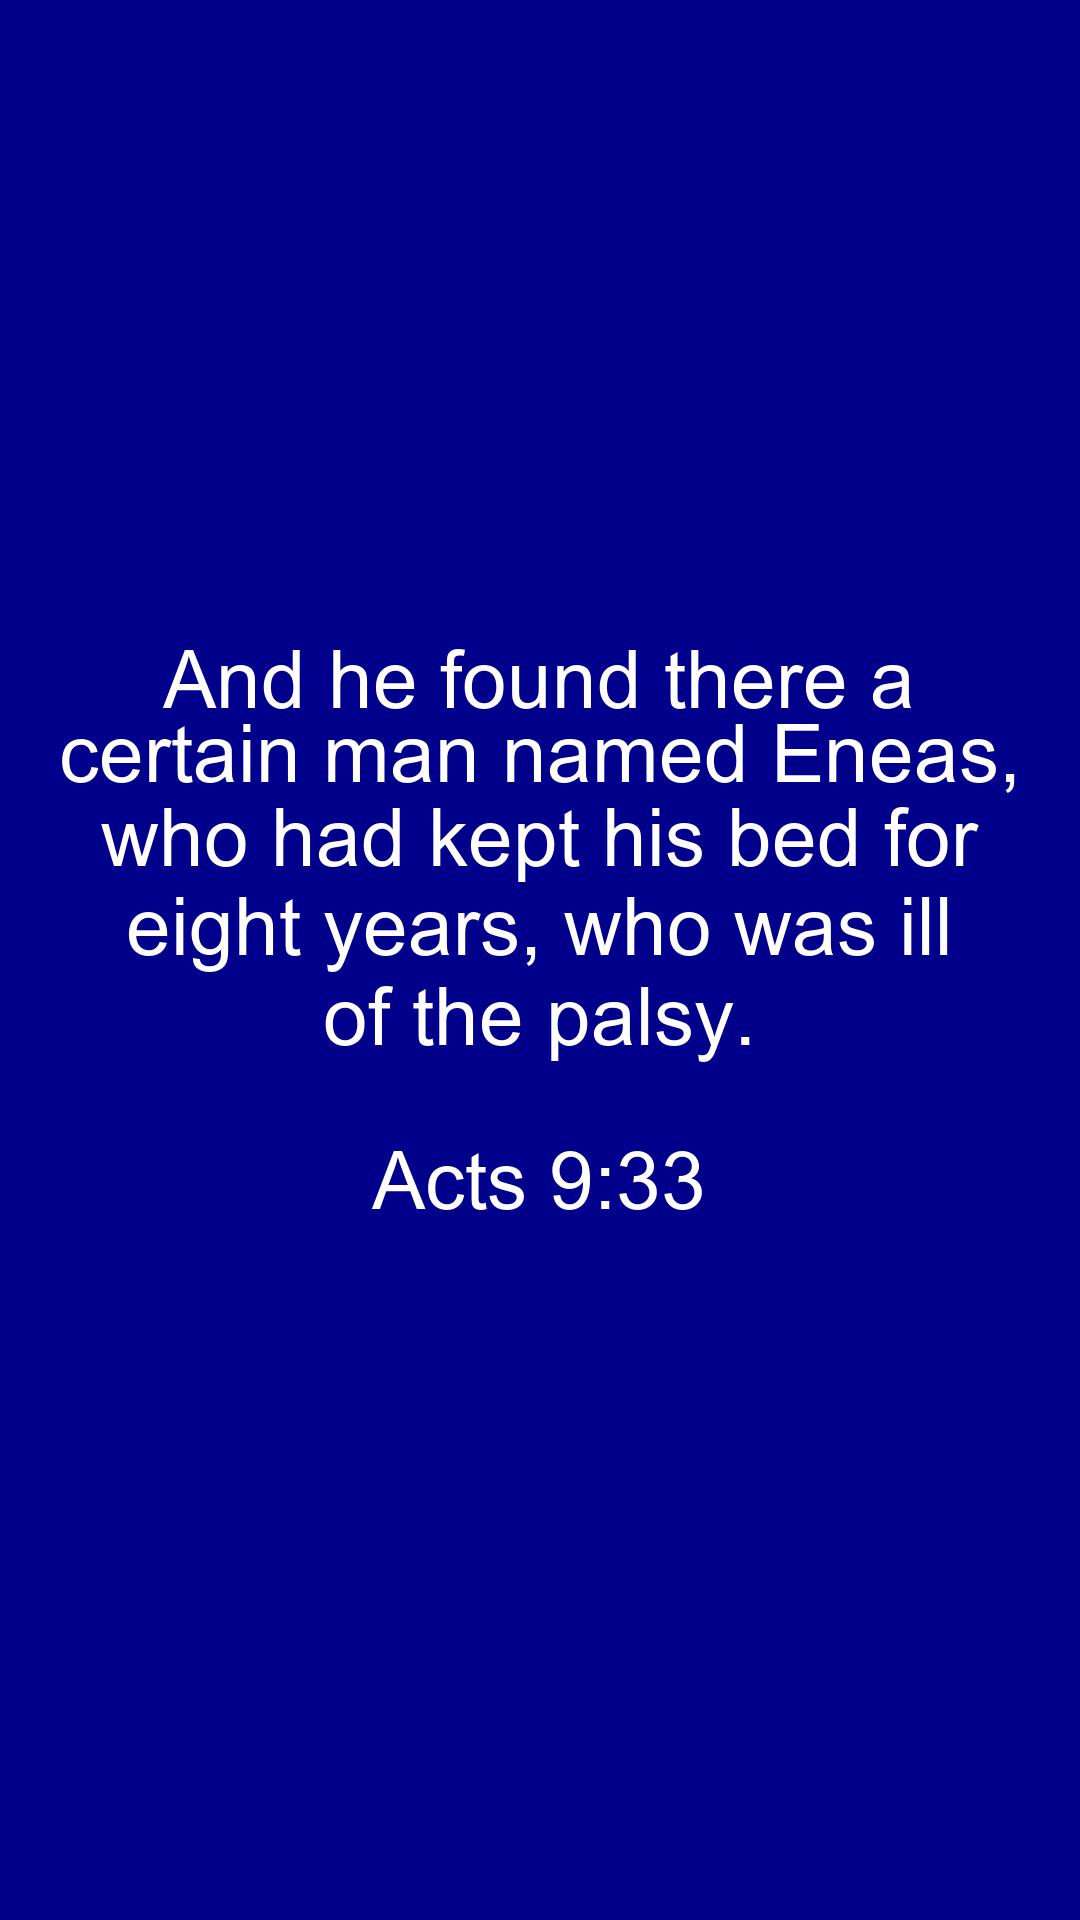 And he found there a
certain man named Eneas,
who had kept his bed for
eight years, who was ill
of the palsy.
Acts 9:33